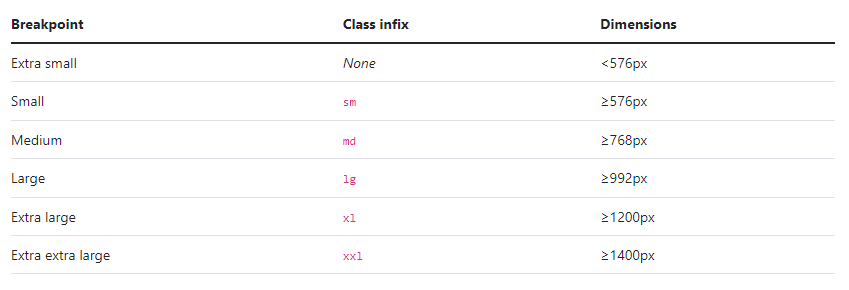 Breakpoint Class infix Dimensions
Extra small None <576px
Small sm ≥576px
Medium md ≥768px
Large lg ≥992px
Extra large xl ≥1200px
Extra extra large xxl ≥1400px